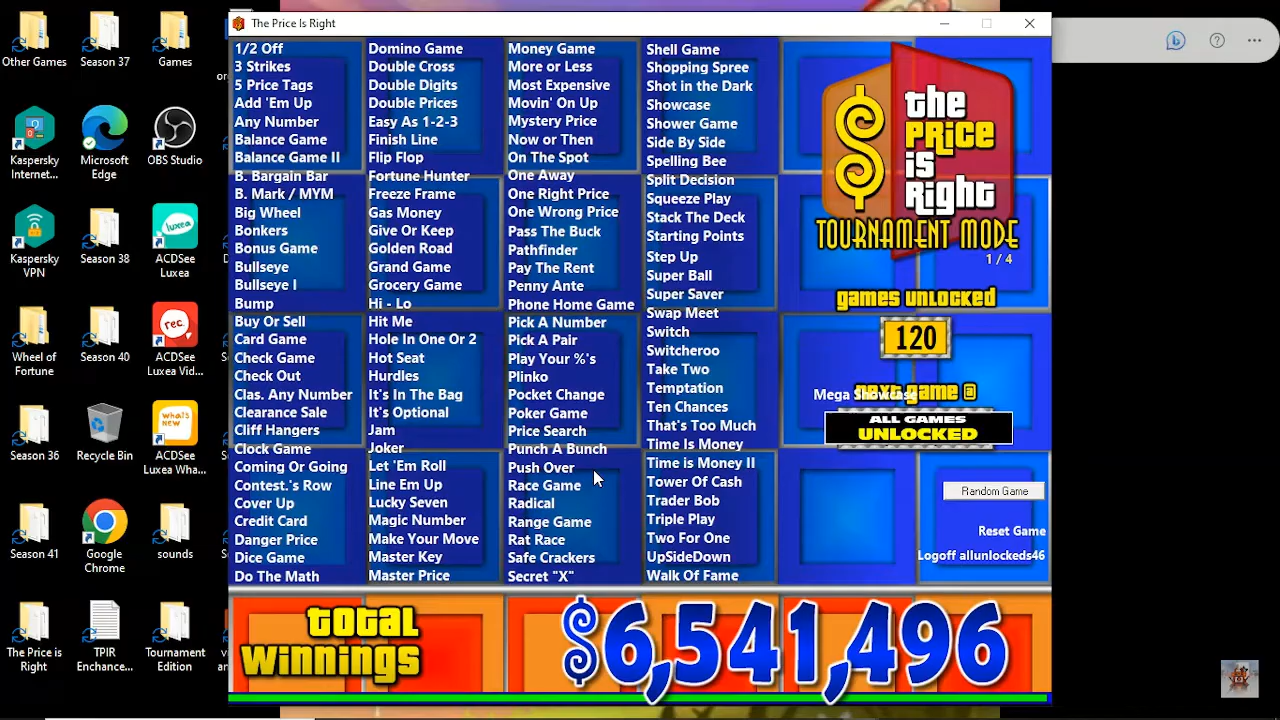 Other Games
Season 37
Games
Kaspersky Internet...
Microsoft Edge
OBS Studio
Kaspersky VPN
Season 38
ACDSee Luxea
Wheel of Fortune
Season 40
rec.
ACDSee Luxea Vid...
Season 36
Recycle Bin
what's new
ACDSee Luxea Wha...
Season 41
Google Chrome
sounds
The Price is Right
TPIR Enchance...
Tournament Edition
The Price Is Right
1/2 Off
3 Strikes
5 Price Tags
Add 'Em Up
Any Number
Balance Game
Balance Game II
B. Bargain Bar
B. Mark / MYM
Big Wheel
Bonkers
Bonus Game
Bullseye
Bullseye I
Bump
Buy Or Sell
Card Game
Check Game
Check Out
Clas. Any Number
Clearance Sale
Cliff Hangers
Clock Game
Coming Or Going
Contest.'s Row
Cover Up
Credit Card
Danger Price
Dice Game
Do The Math
Domino Game
Double Cross
Double Digits
Double Prices
Easy As 1-2-3
Finish Line
Flip Flop
Fortune Hunter
Freeze Frame
Gas Money
Give Or Keep
Golden Road
Grand Game
Grocery Game
Hi - Lo
Hit Me
Hole In One Or 2
Hot Seat
Hurdles
It's In The Bag
It's Optional
Jam
Joker
Let 'Em Roll
Line Em Up
Lucky Seven
Magic Number
Make Your Move
Master Key
Master Price
Money Game
More or Less
Most Expensive
Movin' On Up
Mystery Price
Now or Then
On The Spot
One Away
One Right Price
One Wrong Price
Pass The Buck
Pathfinder
Pay The Rent
Penny Ante
Phone Home Game
Pick A Number
Pick A Pair
Play Your %'s
Plinko
Pocket Change
Poker Game
Price Search
Punch A Bunch
Push Over
Race Game
Radical
Range Game
Rat Race
Safe Crackers
Secret "X"
Shell Game
Shopping Spree
Shot in the Dark
Showcase
Shower Game
Side By Side
Spelling Bee
Split Decision
Squeeze Play
Stack The Deck
Starting Points
Step Up
Super Ball
Super Saver
Swap Meet
Switch
Switcheroo
Take Two
Temptation
Ten Chances
That's Too Much
Time Is Money
Time is Money II
Tower Of Cash
Trader Bob
Triple Play
Two For One
UpSideDown
Walk Of Fame
$ the
PRICE
is
Right
TOURNAMENT MODE
1 / 4
games unlocked
120
next game @
Mega Showcase
ALL GAMES
UNLOCKED
Random Game
Reset Game
Logoff allunlockeds46
total
winnings
$6,541,496